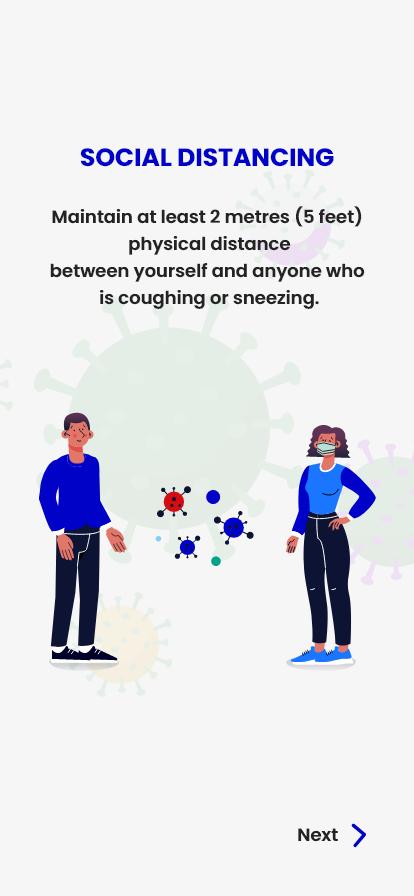 SOCIAL DISTANCING
Maintain at least 2 metres (5 feet)
physical distance
between yourself and anyone who
is coughing or sneezing.
Next